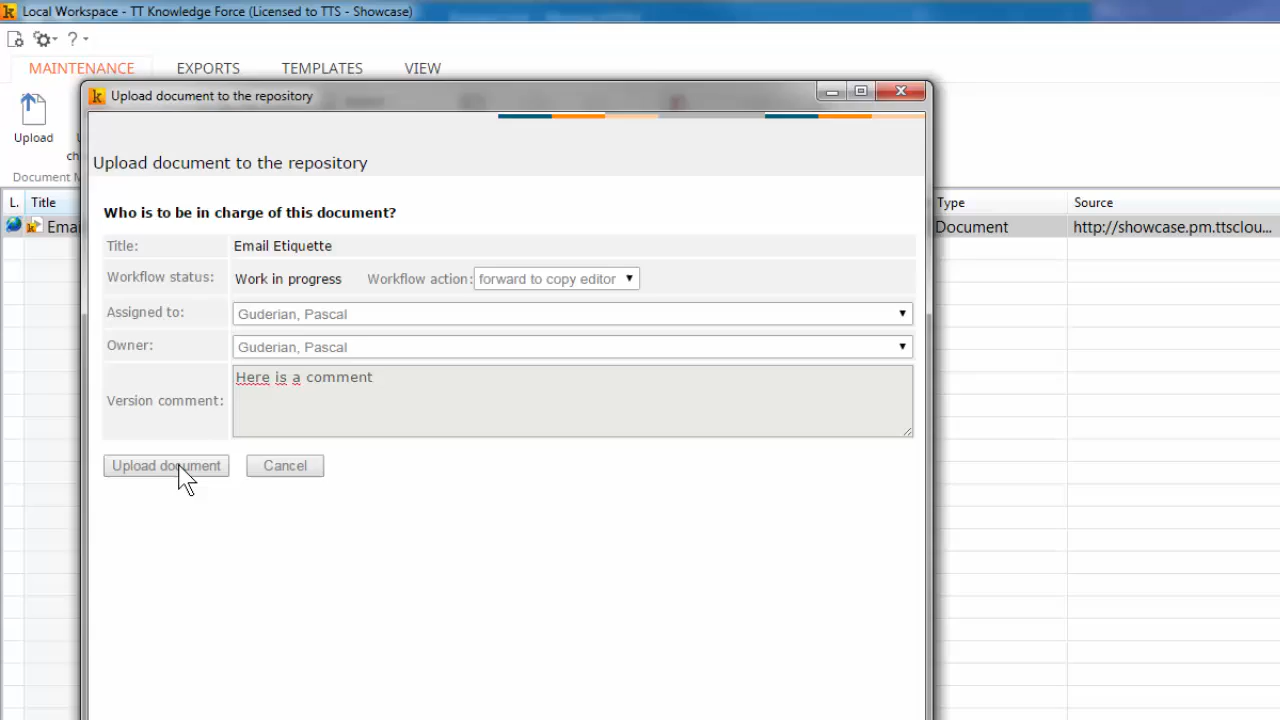 Local Workspace - TT Knowledge Force (Licensed to TTS - Showcase)
?
MAINTENANCE EXPORTS TEMPLATES VIEW
Upload document to the repository
Upload
ch
Document M
Upload document to the repository
L. Title Type Source
Who is to be in charge of this document?
Emai Document http://showcase.pm.ttsclou...
Title: Email Etiquette
Workflow status: Work in progress Workflow action: forward to copy editor
Assigned to: Guderian, Pascal
Owner: Guderian, Pascal
Here is a comment
Version comment:
Upload document Cancel